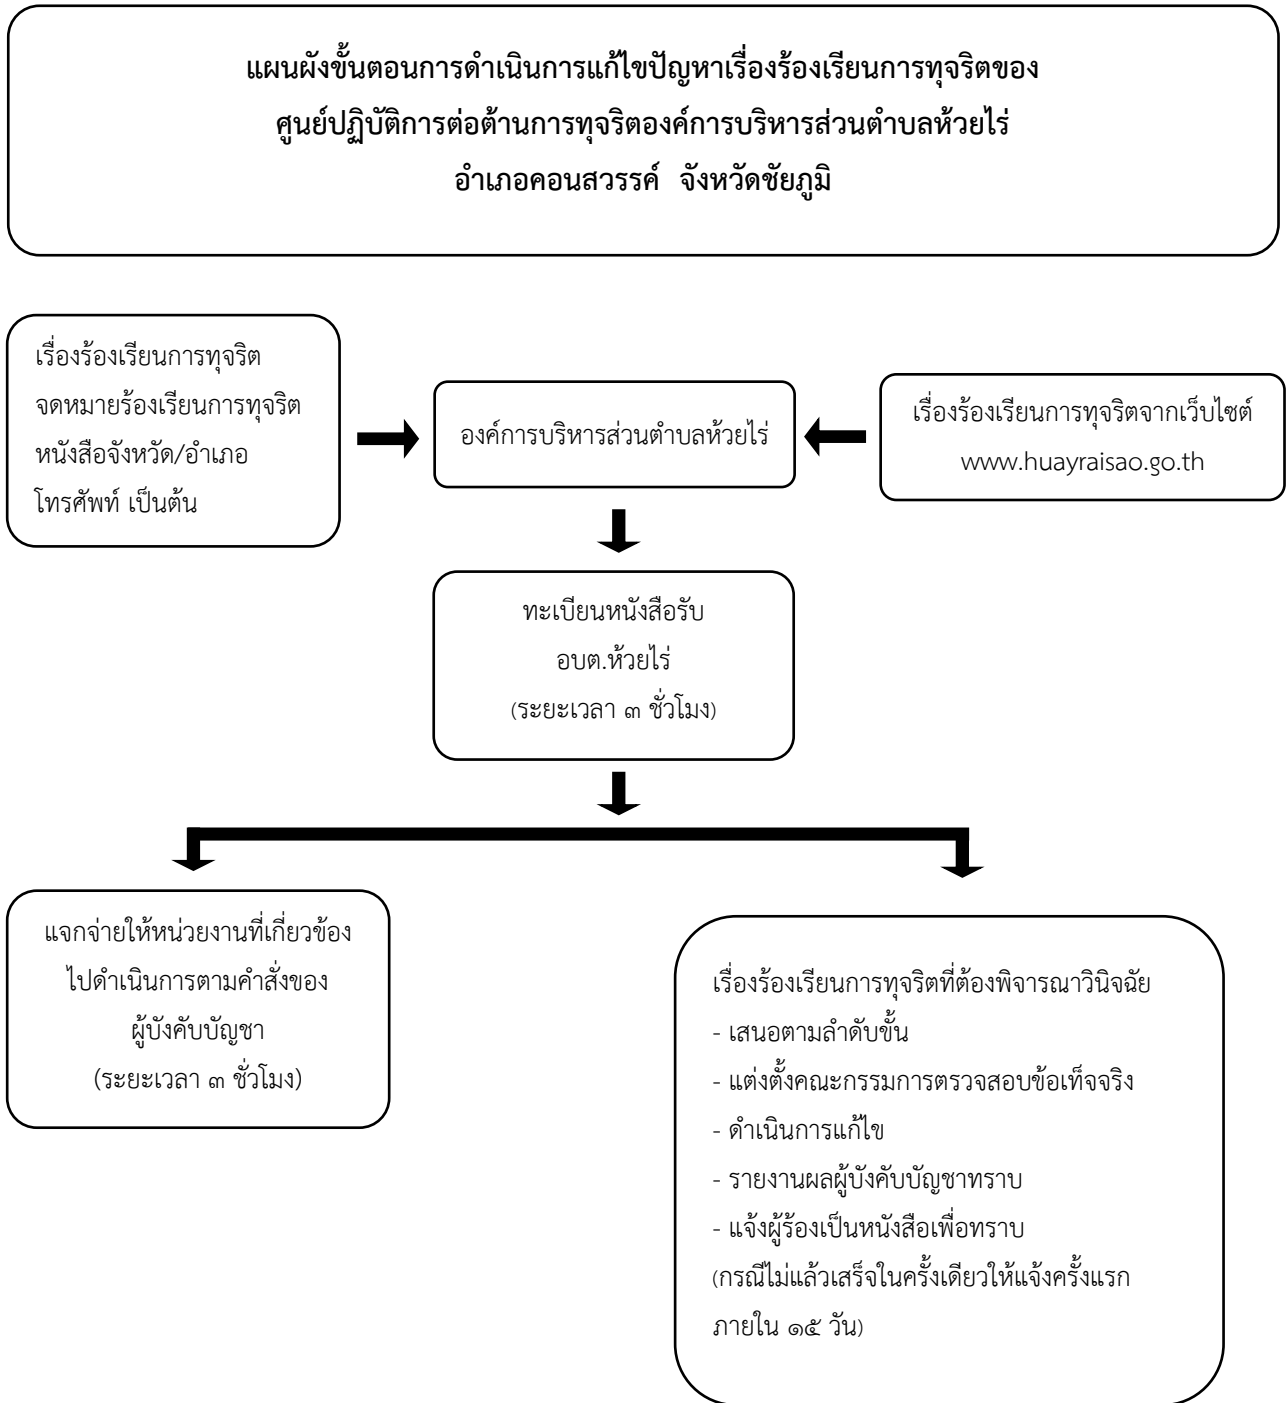 แผนผังขั้นตอนการดำเนินการแก้ไขปัญหาเรื่องร้องเรียนการทุจริตของ
ศูนย์ปฏิบัติการต่อต้านการทุจริตองค์การบริหารส่วนตำบลห้วยไร่
อำเภอคอนสวรรค์ จังหวัดชัยภูมิ
เรื่องร้องเรียนการทุจริต
จดหมายร้องเรียนการทุจริต
หนังสือจังหวัด/อำเภอ
โทรศัพท์ เป็นต้น
องค์การบริหารส่วนตำบลห้วยไร่
เรื่องร้องเรียนการทุจริตจากเว็บไซต์
www.huayraisao.go.th
ทะเบียนหนังสือรับ
อบต.ห้วยไร่
(ระยะเวลา ๓ ชั่วโมง)
แจกจ่ายให้หน่วยงานที่เกี่ยวข้อง
ไปดำเนินการตามคำสั่งของ
ผู้บังคับบัญชา
(ระยะเวลา ๓ ชั่วโมง)
เรื่องร้องเรียนการทุจริตที่ต้องพิจารณาวินิจฉัย
- เสนอตามลำดับขั้น
- แต่งตั้งคณะกรรมการตรวจสอบข้อเท็จจริง
- ดำเนินการแก้ไข
- รายงานผลผู้บังคับบัญชาทราบ
- แจ้งผู้ร้องเป็นหนังสือเพื่อทราบ
(กรณีไม่แล้วเสร็จในครั้งเดียวให้แจ้งครั้งแรก
ภายใน ๑๕ วัน)